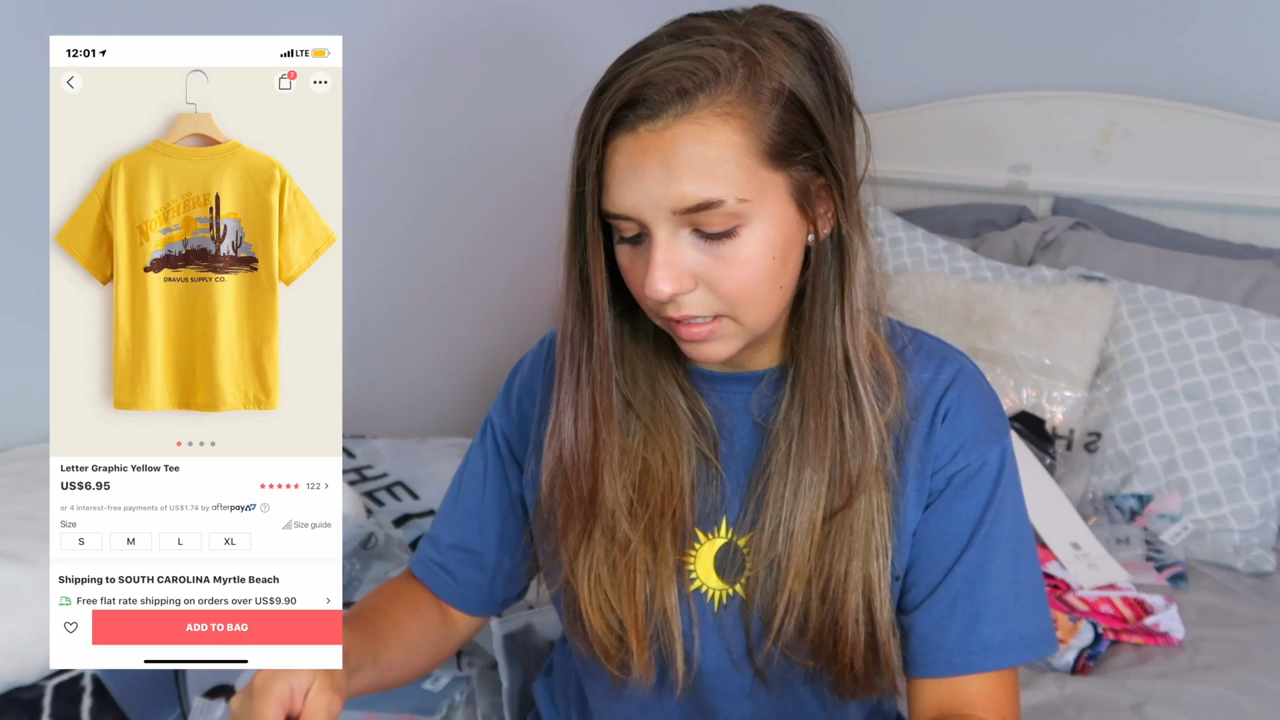 12:01
LTE
7
ROAD TO
NOWHERE
DRAVUS SUPPLY CO.
Letter Graphic Yellow Tee
US$6.95
122
or 4 interest-free payments of US$1.74 by afterpay
?
Size
Size guide
S
M
L
XL
Shipping to SOUTH CAROLINA Myrtle Beach
Free flat rate shipping on orders over US$9.90
ADD TO BAG
SHEI